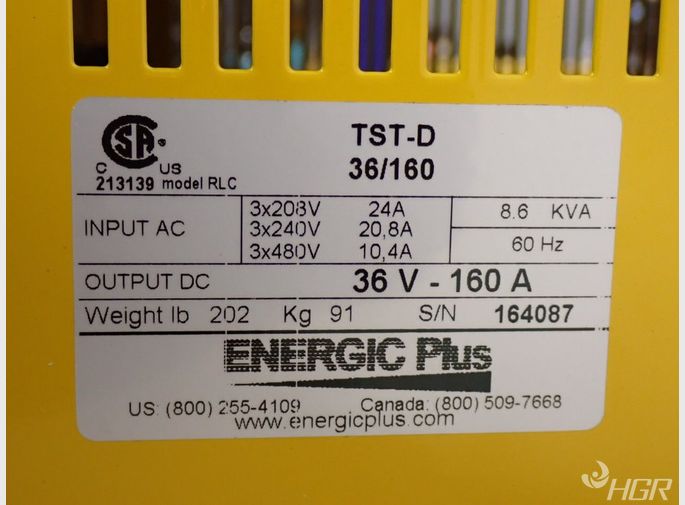 CSA®
C US
213139 model RLC
TST-D
36/160
INPUT AC
3x208V 24A
3x240V 20,8A
3x480V 10,4A
8.6 KVA
60 Hz
OUTPUT DC 36 V - 160 A
Weight lb 202 Kg 91 S/N 164087
ENERGIC Plus
US: (800) 255-4109 Canada: (800) 509-7668
www.energicplus.com
HGR